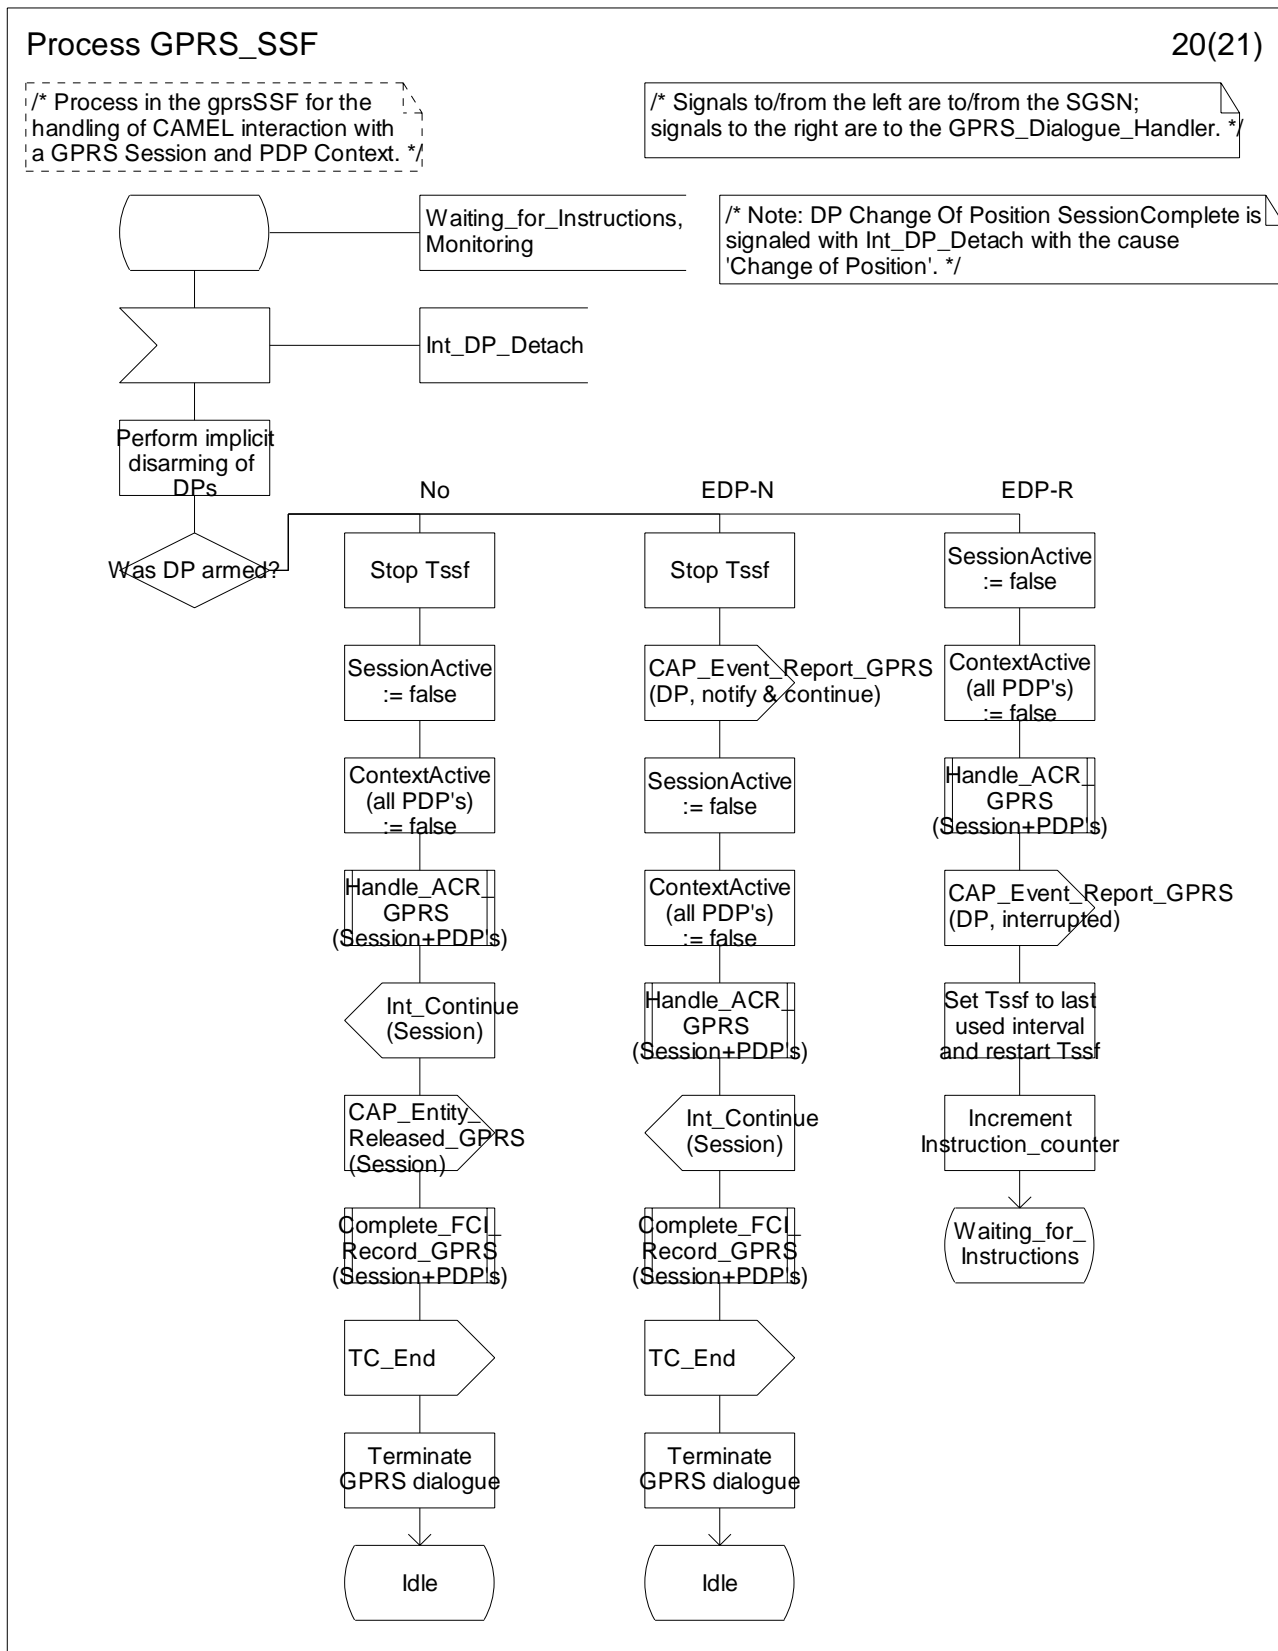 Process GPRS_SSF
20(21)
/* Process in the gprsSSF for the
handling of CAMEL interaction with
a GPRS Session and PDP Context. */
/* Signals to/from the left are to/from the SGSN;
signals to the right are to the GPRS_Dialogue_Handler. */
Waiting_for_Instructions,
Monitoring
/* Note: DP Change Of Position SessionComplete is
signaled with Int_DP_Detach with the cause
'Change of Position'. */
Int_DP_Detach
Perform implicit
disarming of
DPs
Was DP armed?
No
Stop Tssf
SessionActive
:= false
ContextActive
(all PDP's)
:= false
Handle_ACR_
GPRS
(Session+PDP's)
Int_Continue
(Session)
CAP_Entity_
Released_GPRS
(Session)
Complete_FCI_
Record_GPRS
(Session+PDP's)
TC_End
Terminate
GPRS dialogue
Idle
EDP-N
Stop Tssf
CAP_Event_Report_GPRS
(DP, notify & continue)
SessionActive
:= false
ContextActive
(all PDP's)
:= false
Handle_ACR_
GPRS
(Session+PDP's)
Int_Continue
(Session)
Complete_FCI_
Record_GPRS
(Session+PDP's)
TC_End
Terminate
GPRS dialogue
Idle
EDP-R
SessionActive
:= false
ContextActive
(all PDP's)
:= false
Handle_ACR_
GPRS
(Session+PDP's)
CAP_Event_Report_GPRS
(DP, interrupted)
Set Tssf to last
used interval
and restart Tssf
Increment
Instruction_counter
Waiting_for_
Instructions